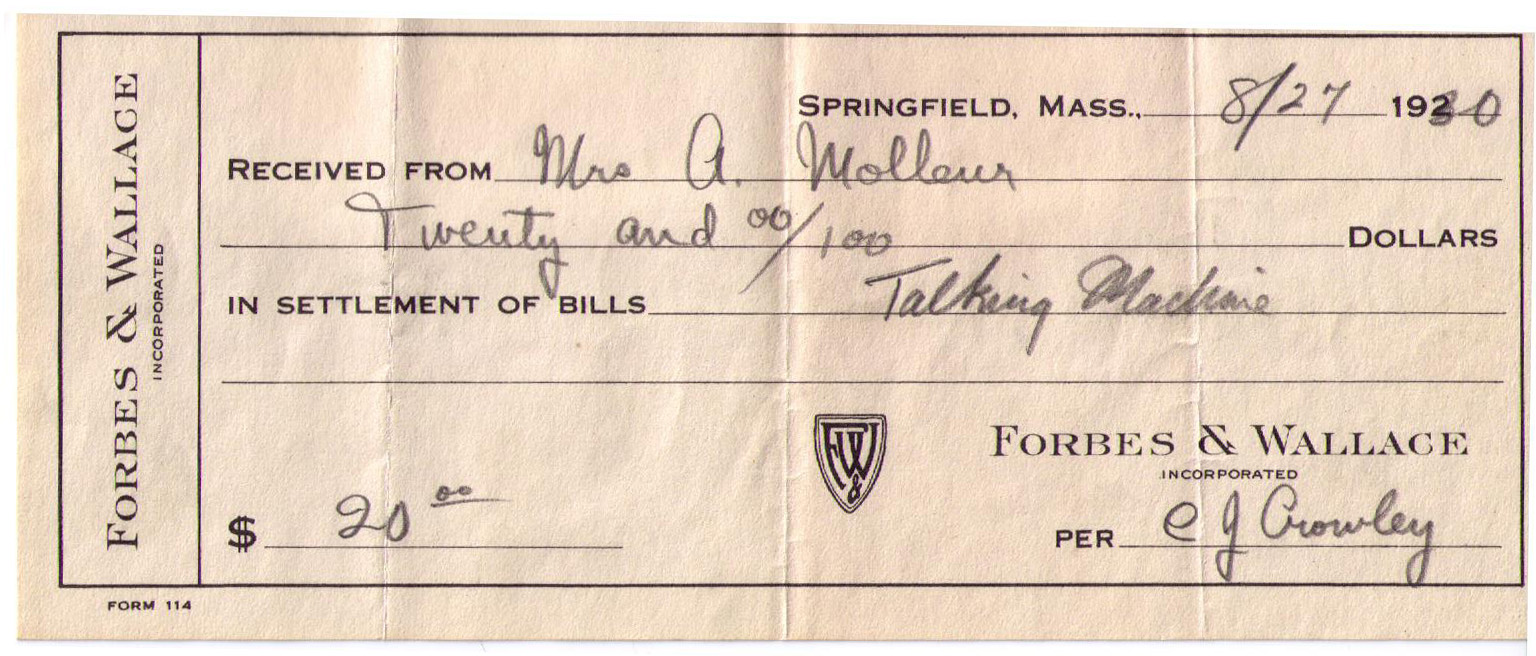 FORBES & WALLACE
INCORPORATED
SPRINGFIELD, MASS., 8/27 1930
RECEIVED FROM Mrs A. Molleur
Twenty and 00/100 DOLLARS
IN SETTLEMENT OF BILLS Talking Machine
FW&
FORBES & WALLACE
INCORPORATED
$ 20 00
PER C J Crowley
FORM 114